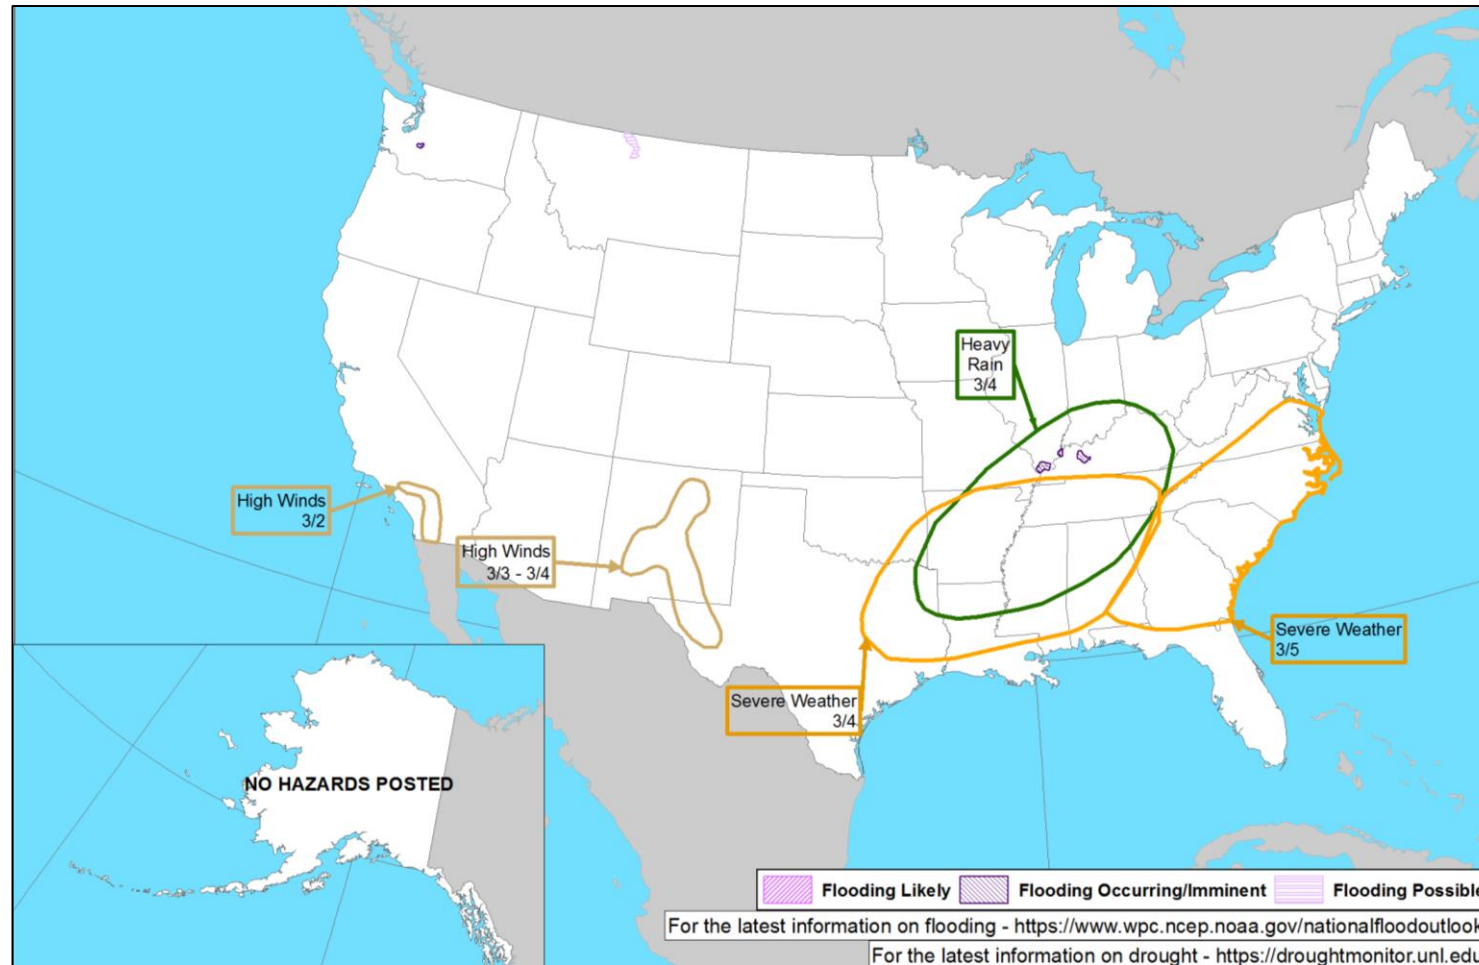 Heavy
Rain
3/4
High Winds
3/2
High Winds
3/3 - 3/4
Severe Weather
3/5
Severe Weather
3/4
NO HAZARDS POSTED
Flooding Likely Flooding Occurring/Imminent Flooding Possible
For the latest information on flooding - https://www.wpc.ncep.noaa.gov/nationalfloodoutlook
For the latest information on drought - https://droughtmonitor.unl.edu